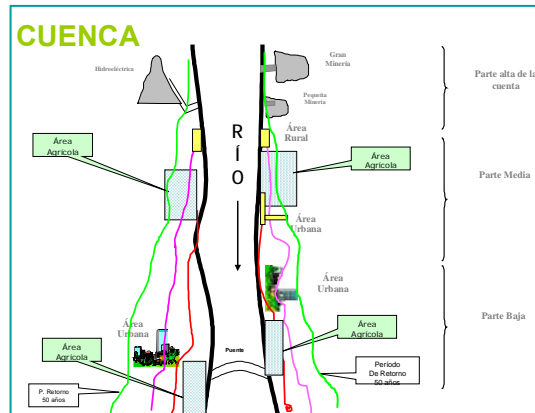 CUENCA
Hidroeléctrica
Gran
Minería
Pequeña
Minería
Parte alta de la
cuenta
Área
Rural
R
Í
O
Área
Agrícola
Área
Agrícola
Parte Media
Área
Urbana
Área
Urbana
Parte Baja
Área
Urbana
Área
Agrícola
Puente
Área
Agrícola
P. Retorno
50 años
Período
De Retorno
50 años